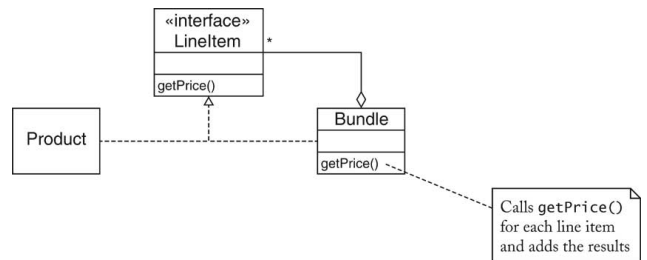 «interface»
LineItem
*
getPrice()
Product
Bundle
getPrice()
Calls getPrice()
for each line item
and adds the results